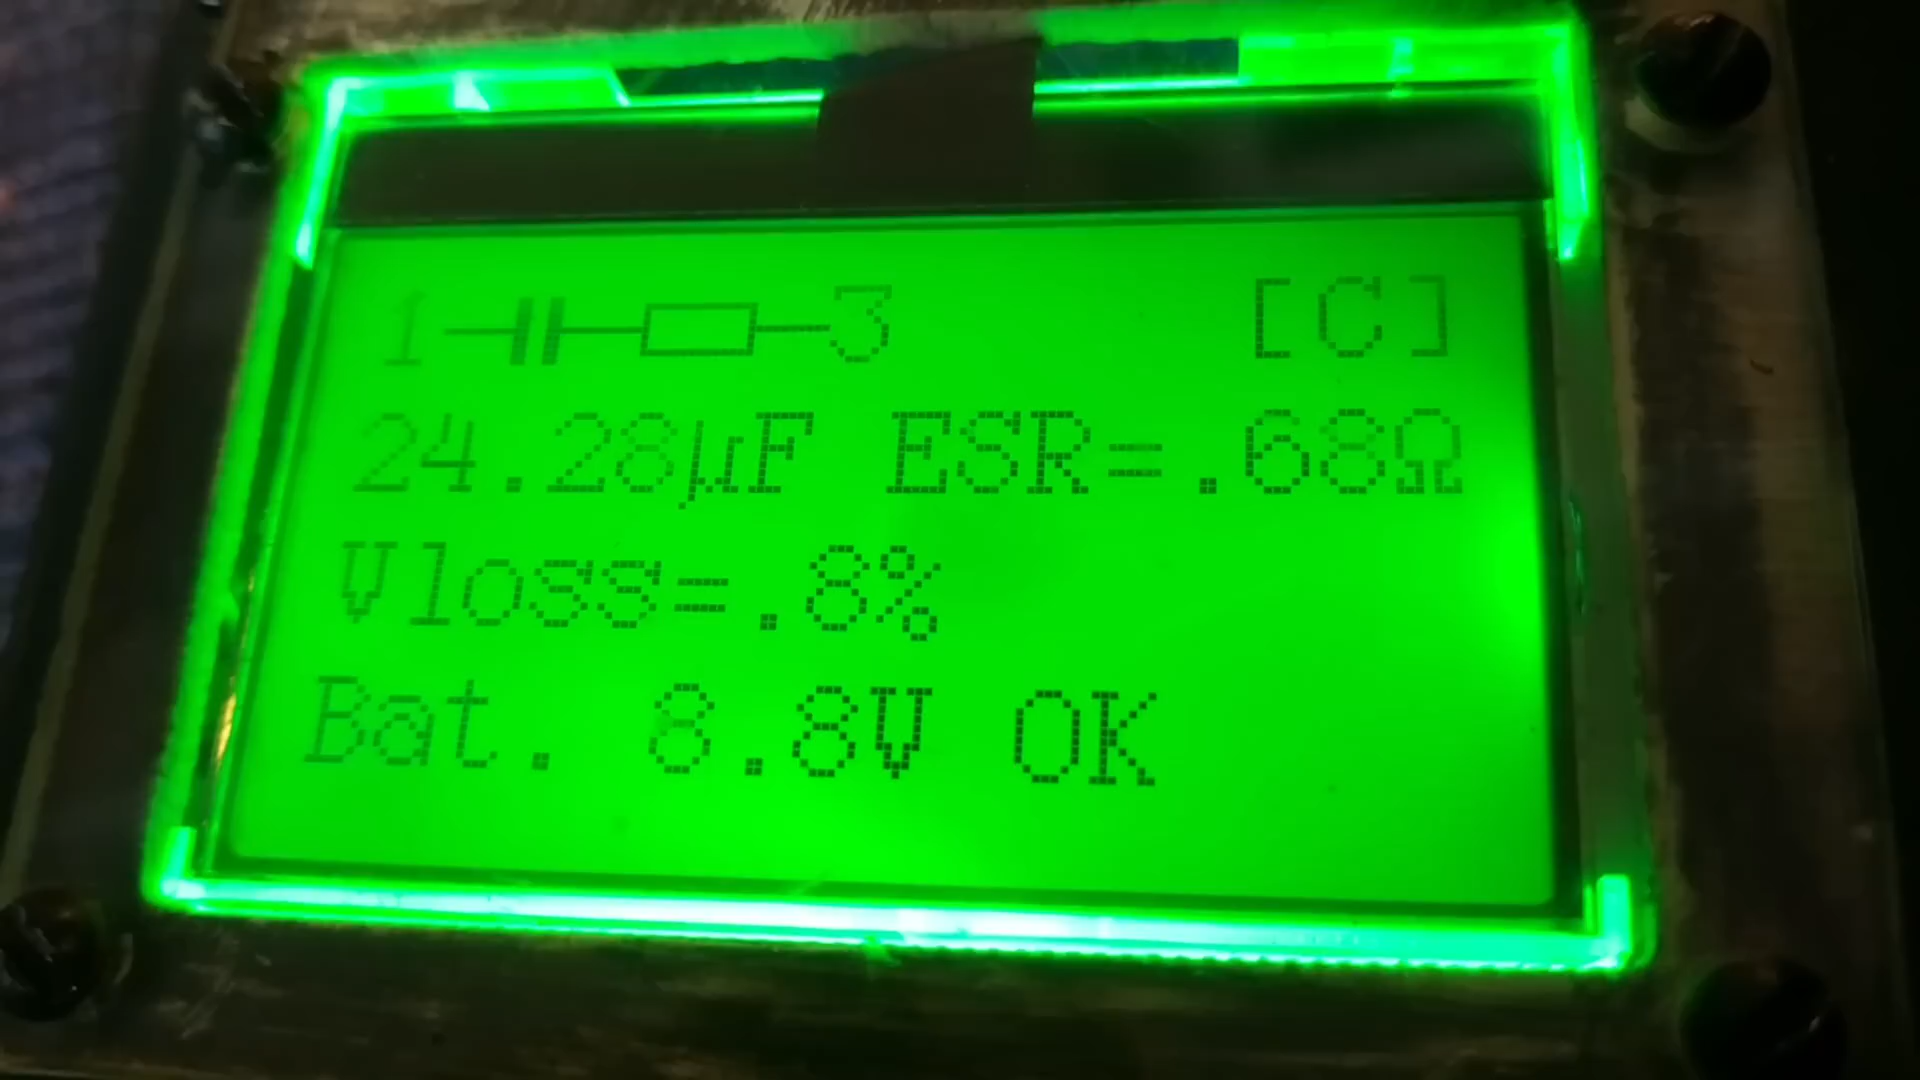 1 3 [C]
24.28µF ESR=.68Ω
Vloss=.8%
Bat. 8.8V OK